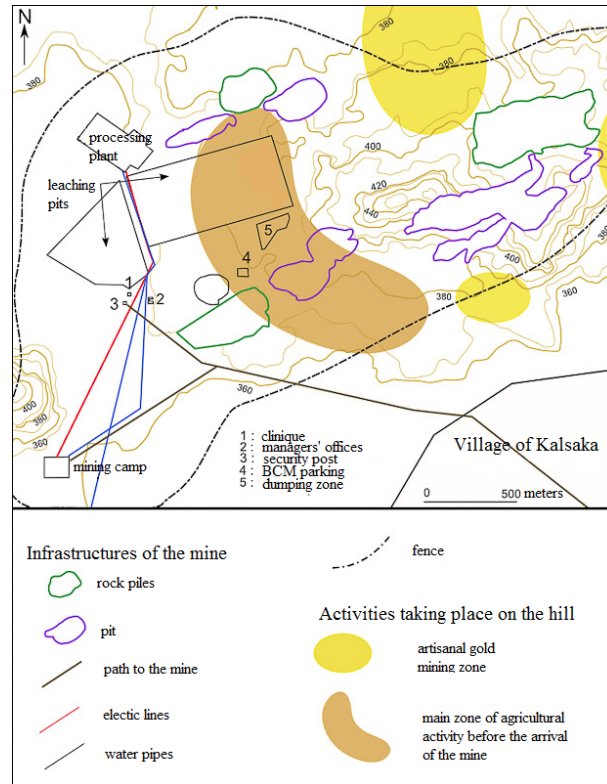 N
380
380
380
processing
plant
400
leaching
pits
420
440
5
4
400
380
380
360
1
3
2
360
400
380
360
mining camp
1 : clinique
2 : managers' offices
3 : security post
4 : BCM parking
5 : dumping zone
Village of Kalsaka
0 500 meters
Infrastructures of the mine
rock piles
pit
path to the mine
electic lines
water pipes
fence
Activities taking place on the hill
artisanal gold
mining zone
main zone of agricultural
activity before the arrival
of the mine